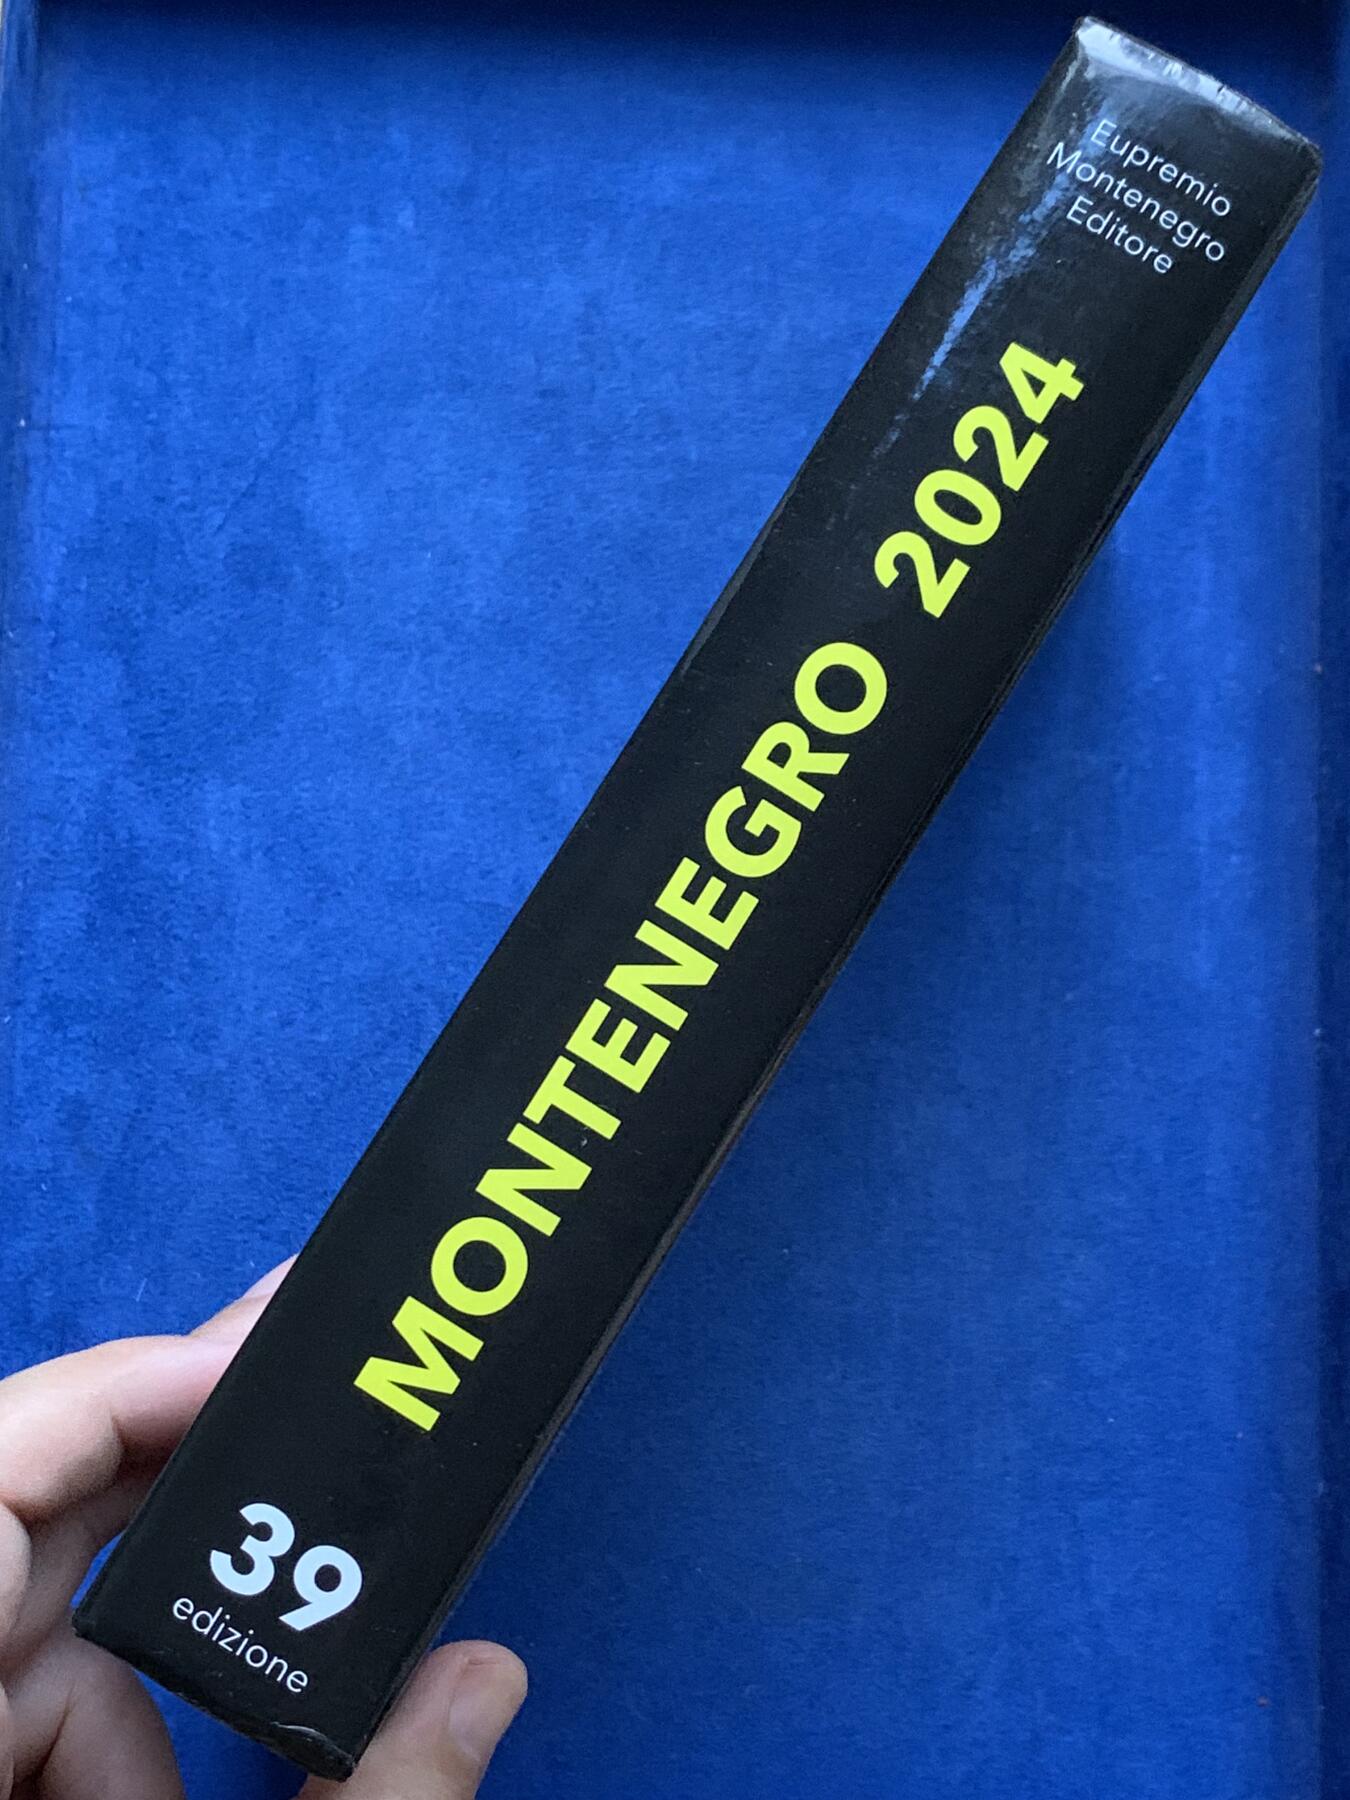 Eupremio
Montenegro
Editore
MONTENEGRO 2024
39
edizione